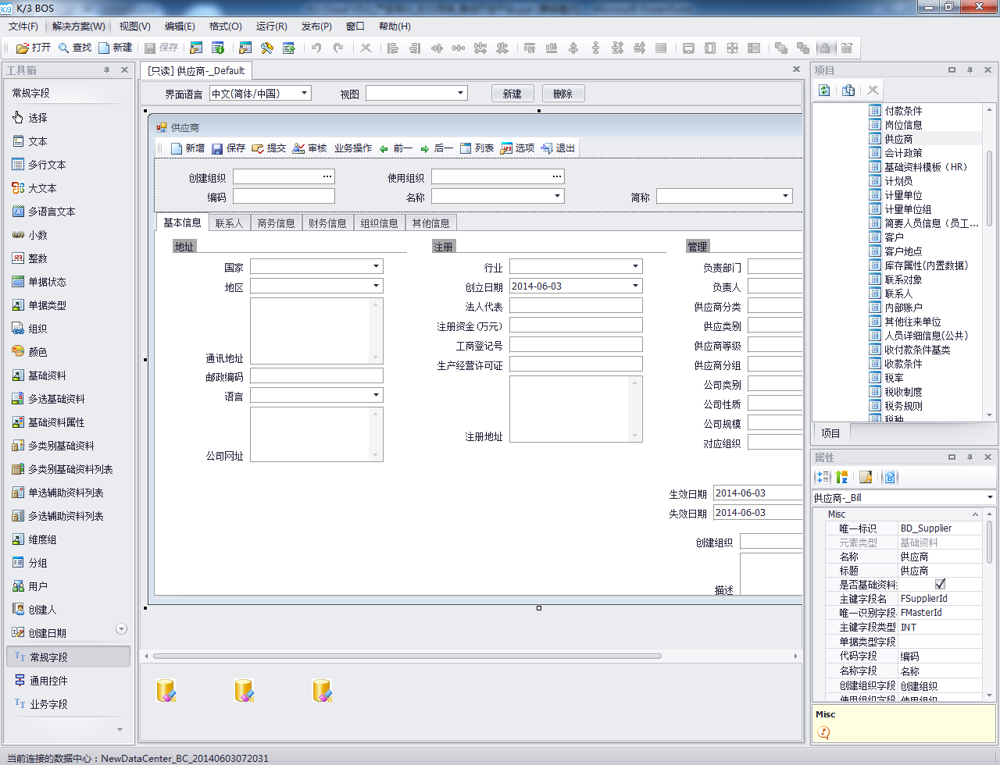 K/3 BOS
文件(F) 解决方案(W) 视图(V) 编辑(E) 格式(O) 运行(R) 发布(P) 窗口 帮助(H)
打开 查找 新建 保存
工具箱
常规字段
选择
文本
多行文本
大文本
多语言文本
小数
整数
单据状态
单据类型
组织
颜色
基础资料
多选基础资料
基础资料属性
多类别基础资料
多类别基础资料列表
单选辅助资料列表
多选辅助资料列表
维度组
分组
用户
创建人
创建日期
常规字段
通用控件
业务字段
[只读] 供应商-_Default
界面语言 中文(简体/中国) 视图 新建 删除
供应商
新增 保存 提交 审核 业务操作 前一 后一 列表 选项 退出
创建组织 使用组织
编码 名称 简称
基本信息 联系人 商务信息 财务信息 组织信息 其他信息
地址 注册 管理
国家 行业 负责部门
地区 创立日期 2014-06-03 负责人
法人代表 供应商分类
注册资金(万元) 供应类别
工商登记号 供应商等级
通讯地址 生产经营许可证 供应商分组
邮政编码 公司类别
语言 公司性质
公司规模
公司网址 注册地址 对应组织
生效日期 2014-06-03
失效日期 2014-06-03
创建组织
描述
项目
付款条件
岗位信息
供应商
会计政策
基础资料模板（HR）
计划员
计量单位
计量单位组
简要人员信息（员工...
客户
客户地点
库存属性(内置数据)
联系对象
联系人
内部账户
其他往来单位
人员详细信息(公共)
收付款条件基类
收款条件
税率
税收制度
税务规则
税种
项目
属性
供应商-_Bill
Misc
唯一标识 BD_Supplier
元素类型 基础资料
名称 供应商
标题 供应商
是否基础资料
主键字段名 FSupplierId
唯一识别字段 FMasterId
主键字段类型 INT
单据类型字段
代码字段 编码
名称字段 名称
创建组织字段 创建组织
使用组织字段 使用组织
Misc
当前连接的数据中心：NewDataCenter_BC_20140603072031